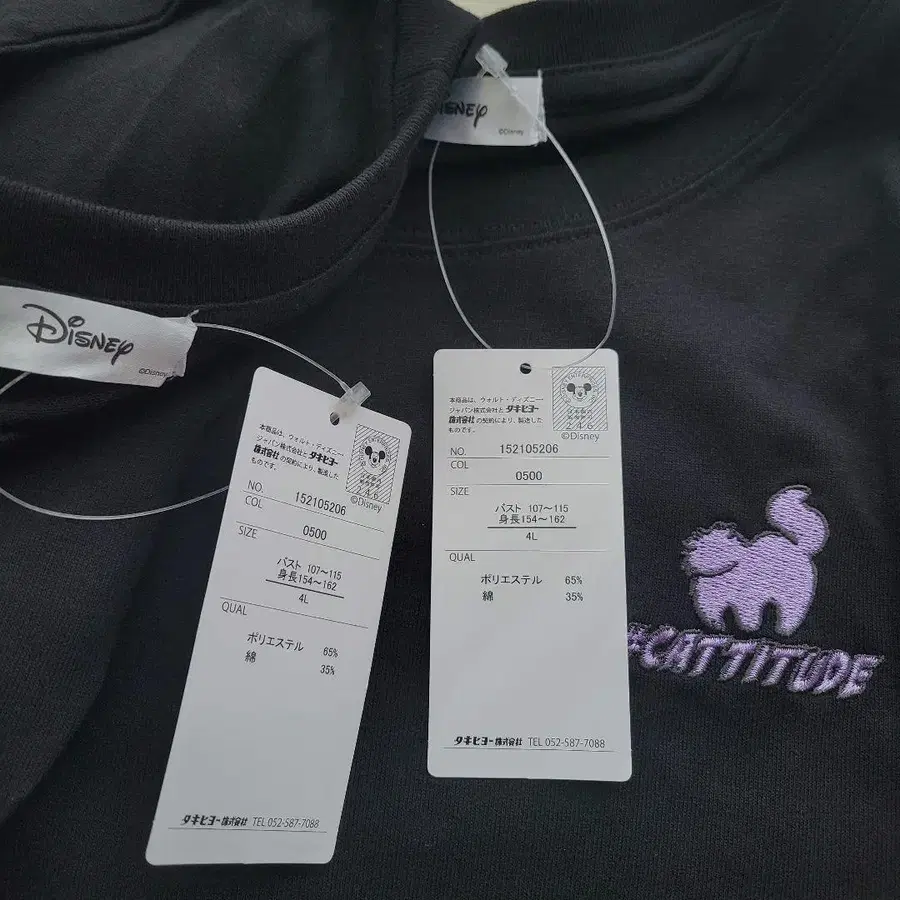 Disney
©Disney
DISNEY
©Disney
本商品は、ウォルト・ディズニー・
ジャパン株式会社と タキヒヨー
株式会社 の契約により、製造した
ものです。
246
©Disney
NO. 152105206
COL
0500
SIZE
バスト 107～115
身長154～162
4L
QUAL
ポリエステル 65%
綿 35%
タキヒヨー株式会社 TEL 052-587-7088
本商品は、ウォルト・ディズニー・
ジャパン株式会社と タキヒヨー
株式会社 の契約により、製造した
ものです。
246
©Disney
NO. 152105206
COL
0500
SIZE
バスト 107～115
身長154～162
4L
QUAL
ポリエステル 65%
綿 35%
タキヒヨー株式会社 TEL 052-587-7088
#CATTITUDE